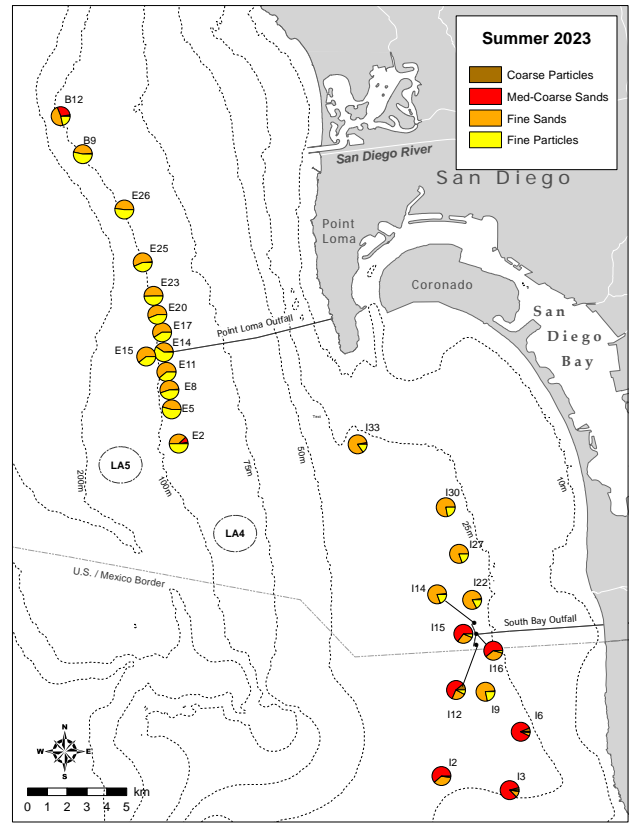 Summer 2023
Coarse Particles
Med-Coarse Sands
Fine Sands
Fine Particles
B12
B9
San Diego River
San Diego
E26
Point
Loma
E25
Coronado
E23
E20
San
Diego
Bay
Point Loma Outfall
E17
E14
E15
E11
E8
E5
Text
E2
I33
LA5
200m
100m
75m
50m
10m
I30
LA4
25m
I27
U.S. / Mexico Border
I14
I22
South Bay Outfall
I15
I16
I12
I9
I6
N
W
E
S
I2
I3
0 1 2 3 4 5
km